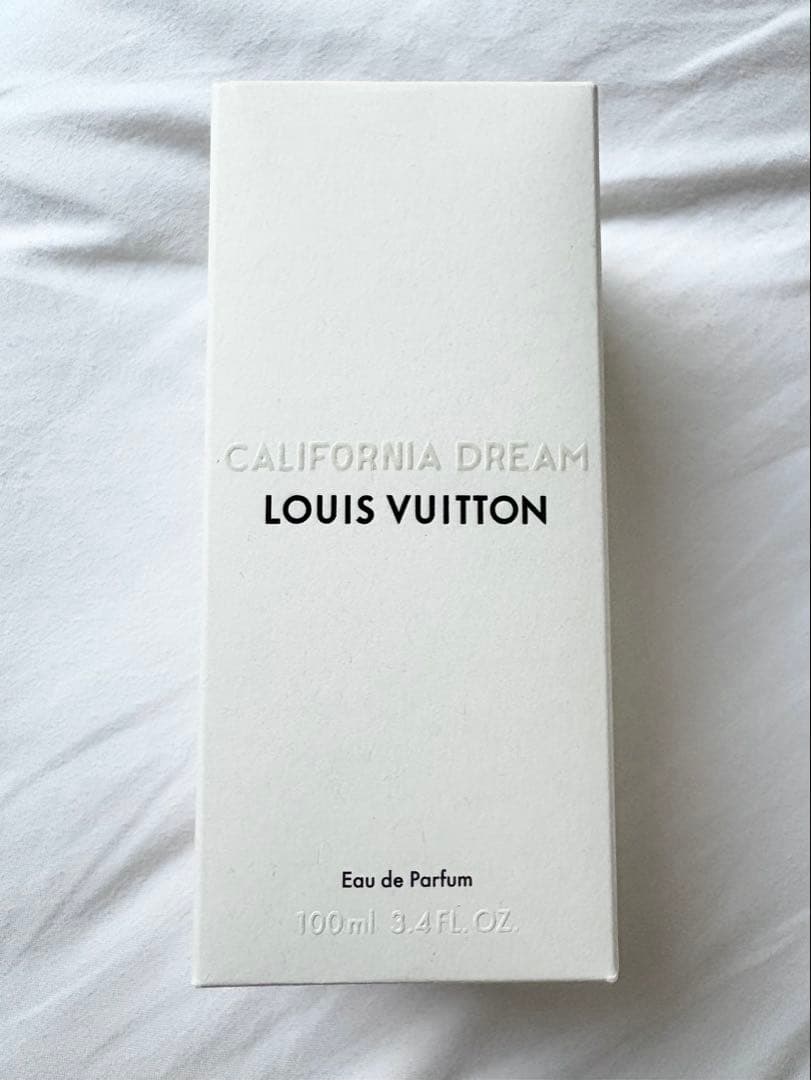 CALIFORNIA DREAM
LOUIS VUITTON
Eau de Parfum
100ml 3.4FL.OZ.